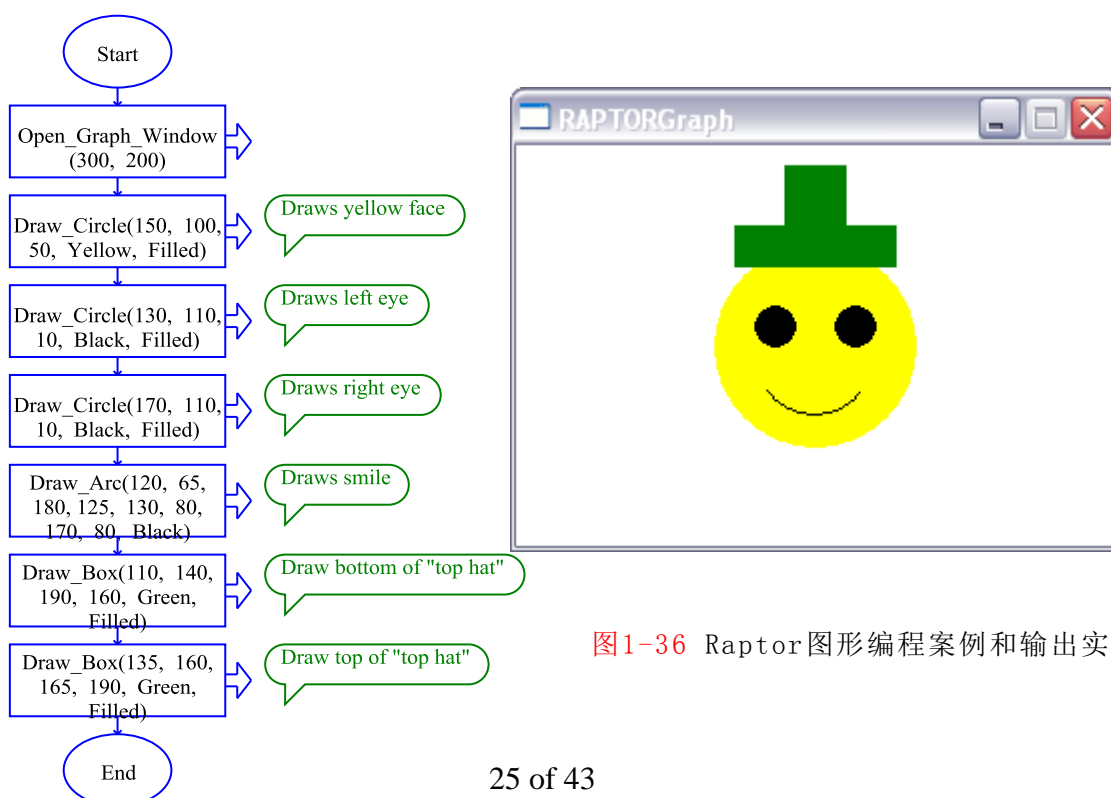 Start
Open_Graph_Window
(300, 200)
Draw_Circle(150, 100,
50, Yellow, Filled)
Draws yellow face
Draw_Circle(130, 110,
10, Black, Filled)
Draws left eye
Draw_Circle(170, 110,
10, Black, Filled)
Draws right eye
Draw_Arc(120, 65,
180, 125, 130, 80,
170, 80, Black)
Draws smile
Draw_Box(110, 140,
190, 160, Green,
Filled)
Draw bottom of "top hat"
Draw_Box(135, 160,
165, 190, Green,
Filled)
Draw top of "top hat"
End
RAPTORGraph
图1-36 Raptor图形编程案例和输出实
25 of 43